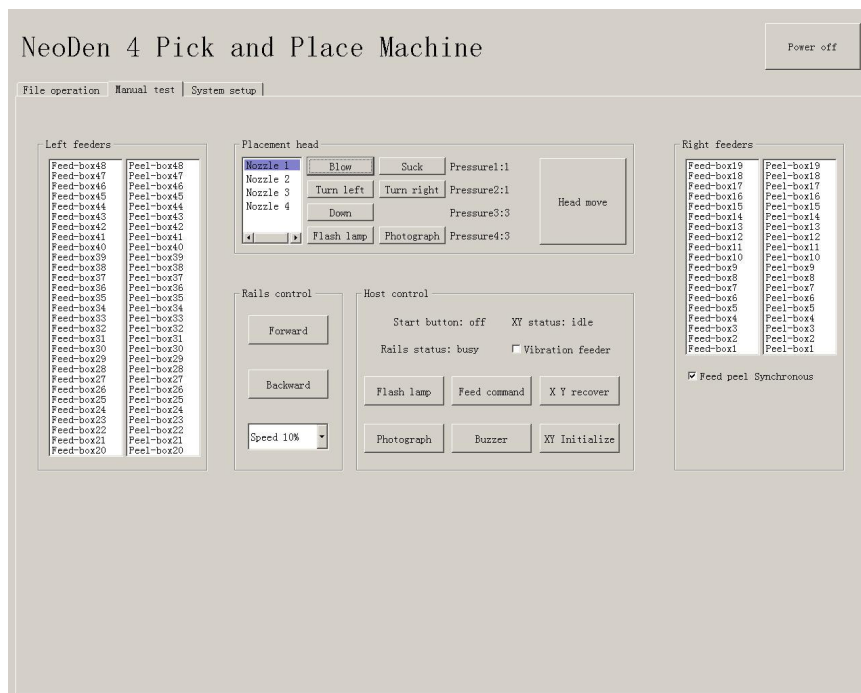 NeoDen 4 Pick and Place Machine
Power off
File operation Manual test System setup
Left feeders
Feed-box48 Peel-box48
Feed-box47 Peel-box47
Feed-box46 Peel-box46
Feed-box45 Peel-box45
Feed-box44 Peel-box44
Feed-box43 Peel-box43
Feed-box42 Peel-box42
Feed-box41 Peel-box41
Feed-box40 Peel-box40
Feed-box39 Peel-box39
Feed-box38 Peel-box38
Feed-box37 Peel-box37
Feed-box36 Peel-box36
Feed-box35 Peel-box35
Feed-box34 Peel-box34
Feed-box33 Peel-box33
Feed-box32 Peel-box32
Feed-box31 Peel-box31
Feed-box30 Peel-box30
Feed-box29 Peel-box29
Feed-box28 Peel-box28
Feed-box27 Peel-box27
Feed-box26 Peel-box26
Feed-box25 Peel-box25
Feed-box24 Peel-box24
Feed-box23 Peel-box23
Feed-box22 Peel-box22
Feed-box21 Peel-box21
Feed-box20 Peel-box20
Placement head
Nozzle 1
Nozzle 2
Nozzle 3
Nozzle 4
Blow Suck Pressure1:1
Turn left Turn right Pressure2:1
Down Pressure3:3
Flash lamp Photograph Pressure4:3
Head move
Rails control
Forward
Backward
Speed 10%
Host control
Start button: off XY status: idle
Rails status: busy Vibration feeder
Flash lamp Feed command X Y recover
Photograph Buzzer XY Initialize
Right feeders
Feed-box19 Peel-box19
Feed-box18 Peel-box18
Feed-box17 Peel-box17
Feed-box16 Peel-box16
Feed-box15 Peel-box15
Feed-box14 Peel-box14
Feed-box13 Peel-box13
Feed-box12 Peel-box12
Feed-box11 Peel-box11
Feed-box10 Peel-box10
Feed-box9 Peel-box9
Feed-box8 Peel-box8
Feed-box7 Peel-box7
Feed-box6 Peel-box6
Feed-box5 Peel-box5
Feed-box4 Peel-box4
Feed-box3 Peel-box3
Feed-box2 Peel-box2
Feed-box1 Peel-box1
Feed peel Synchronous